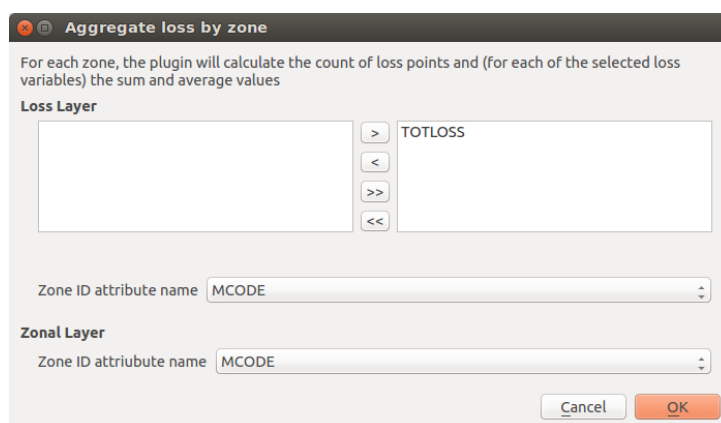 Aggregate loss by zone
For each zone, the plugin will calculate the count of loss points and (for each of the selected loss
variables) the sum and average values
Loss Layer
>
TOTLOSS
<
>>
<<
Zone ID attribute name MCODE
Zonal Layer
Zone ID attriubute name MCODE
Cancel OK